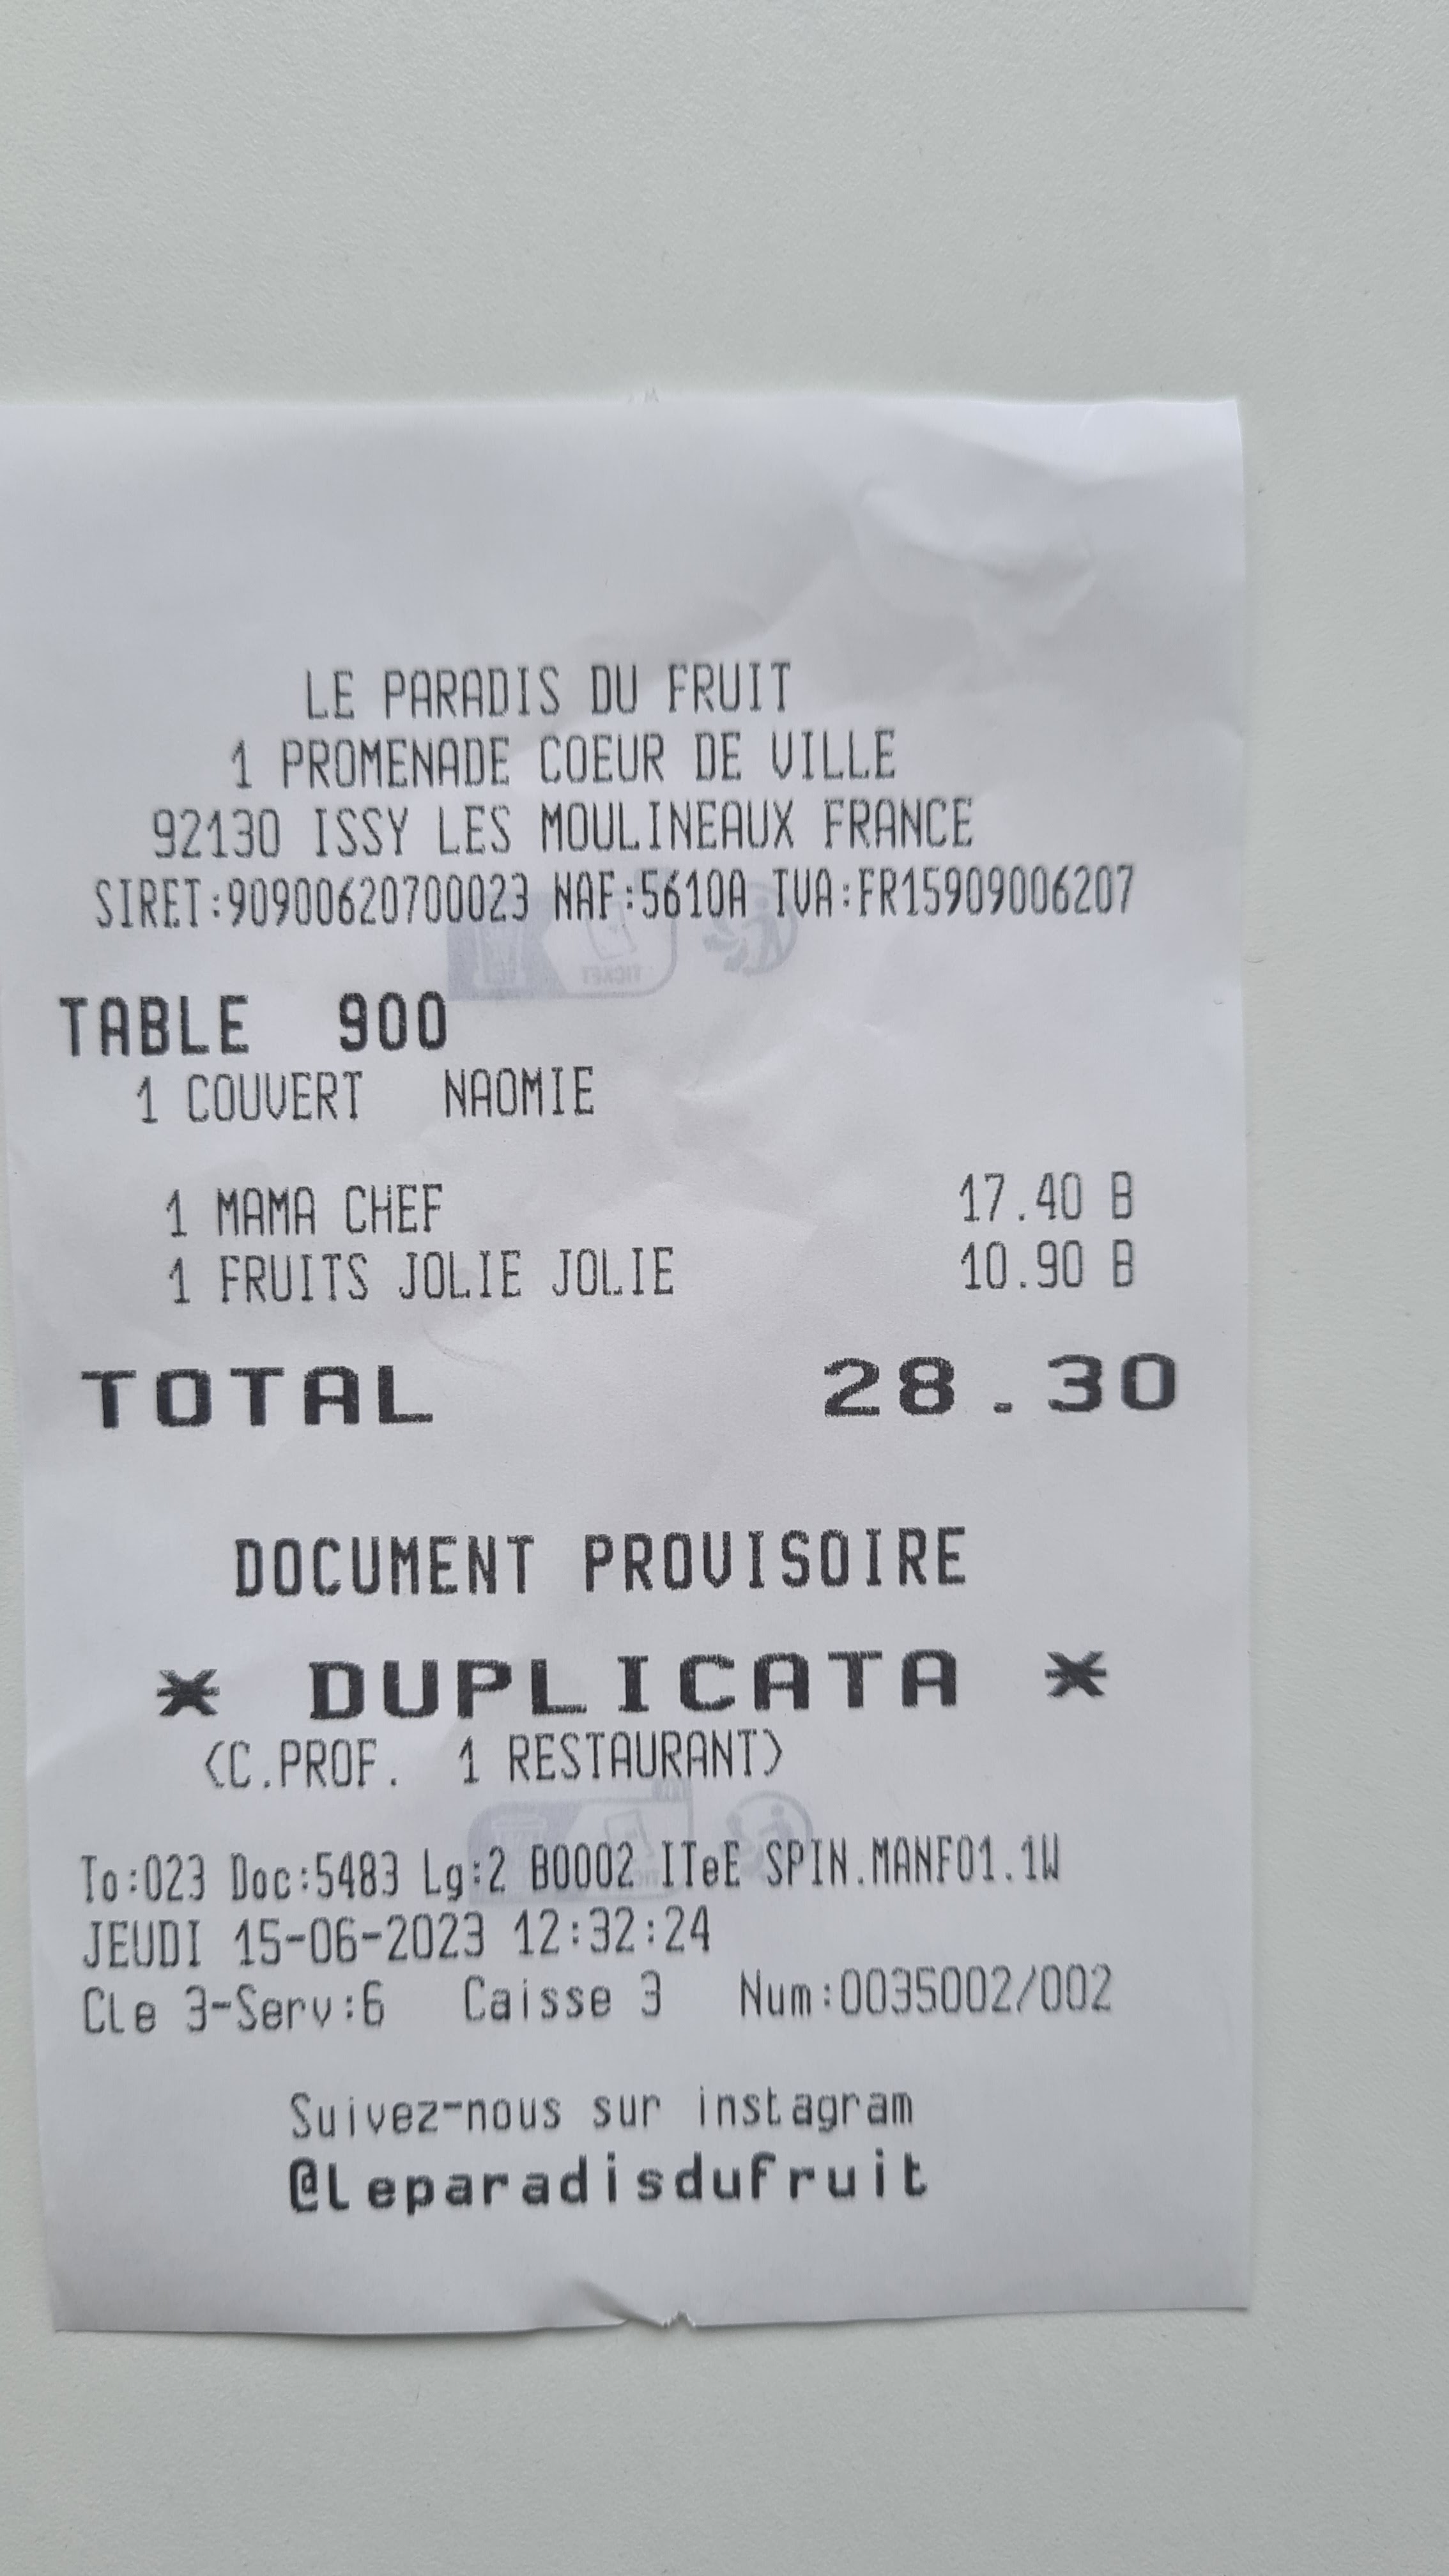 LE PARADIS DU FRUIT
1 PROMENADE COEUR DE VILLE
92130 ISSY LES MOULINEAUX FRANCE
SIRET:90900620700023 NAF:5610A TVA:FR15909006207
TABLE 900
1 COUVERT NAOMIE
1 MAMA CHEF 17.40 B
1 FRUITS JOLIE JOLIE 10.90 B
TOTAL 28.30
DOCUMENT PROVISOIRE
* DUPLICATA *
(C.PROF. 1 RESTAURANT)
To:023 Doc:5483 Lg:2 B0002 ITeE SPIN.MANF01.1W
JEUDI 15-06-2023 12:32:24
Cle 3-Serv:6 Caisse 3 Num:0035002/002
Suivez-nous sur instagram
@leparadisdufruit